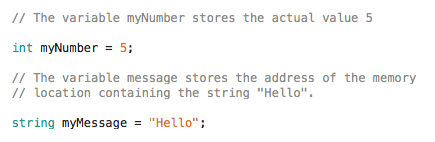 // The variable myNumber stores the actual value 5
int myNumber = 5;
// The variable message stores the address of the memory
// location containing the string "Hello".
string myMessage = "Hello";